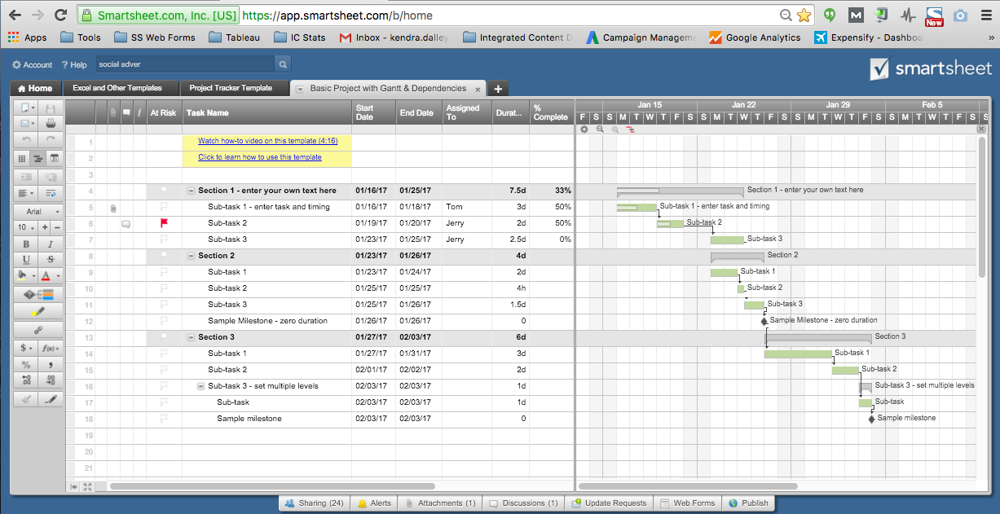 Smartsheet.com, Inc. [US] https://app.smartsheet.com/b/home
Apps Tools SS Web Forms Tableau IC Stats Inbox - kendra.dalley Integrated Content D Campaign Managem Google Analytics Expensify - Dashboa »
New
Account ? Help social adver
smartsheet
Home Excel and Other Templates Project Tracker Template Basic Project with Gantt & Dependencies × +
At Risk Task Name Start Date End Date Assigned To Durat... % Complete
Jan 15 Jan 22 Jan 29 Feb 5
F S S M T W T F S S M T W T F S S M T W T F S S M T W T F S S
1 Watch how-to video on this template (4:16)
2 Click to learn how to use this template
3
4 Section 1 - enter your own text here 01/16/17 01/25/17 7.5d 33% Section 1 - enter your own text here
5 Sub-task 1 - enter task and timing 01/16/17 01/18/17 Tom 3d 50% Sub-task 1 - enter task and timing
6 Sub-task 2 01/19/17 01/20/17 Jerry 2d 50% Sub-task 2
7 Sub-task 3 01/23/17 01/25/17 Jerry 2.5d 0% Sub-task 3
8 Section 2 01/23/17 01/26/17 4d Section 2
9 Sub-task 1 01/23/17 01/24/17 2d Sub-task 1
10 Sub-task 2 01/25/17 01/25/17 4h Sub-task 2
11 Sub-task 3 01/25/17 01/26/17 1.5d Sub-task 3
12 Sample Milestone - zero duration 01/26/17 01/26/17 0 Sample Milestone - zero duration
13 Section 3 01/27/17 02/03/17 6d Section 3
14 Sub-task 1 01/27/17 01/31/17 3d Sub-task 1
15 Sub-task 2 02/01/17 02/02/17 2d Sub-task 2
16 Sub-task 3 - set multiple levels 02/03/17 02/03/17 1d Sub-task 3 - set multiple levels
17 Sub-task 02/03/17 02/03/17 1d Sub-task
18 Sample milestone 02/03/17 02/03/17 0 Sample milestone
19
20
21
Arial
10 + −
B I
U S
A
$ f(x)
% ,
Sharing (24) Alerts Attachments (1) Discussions (1) Update Requests Web Forms Publish